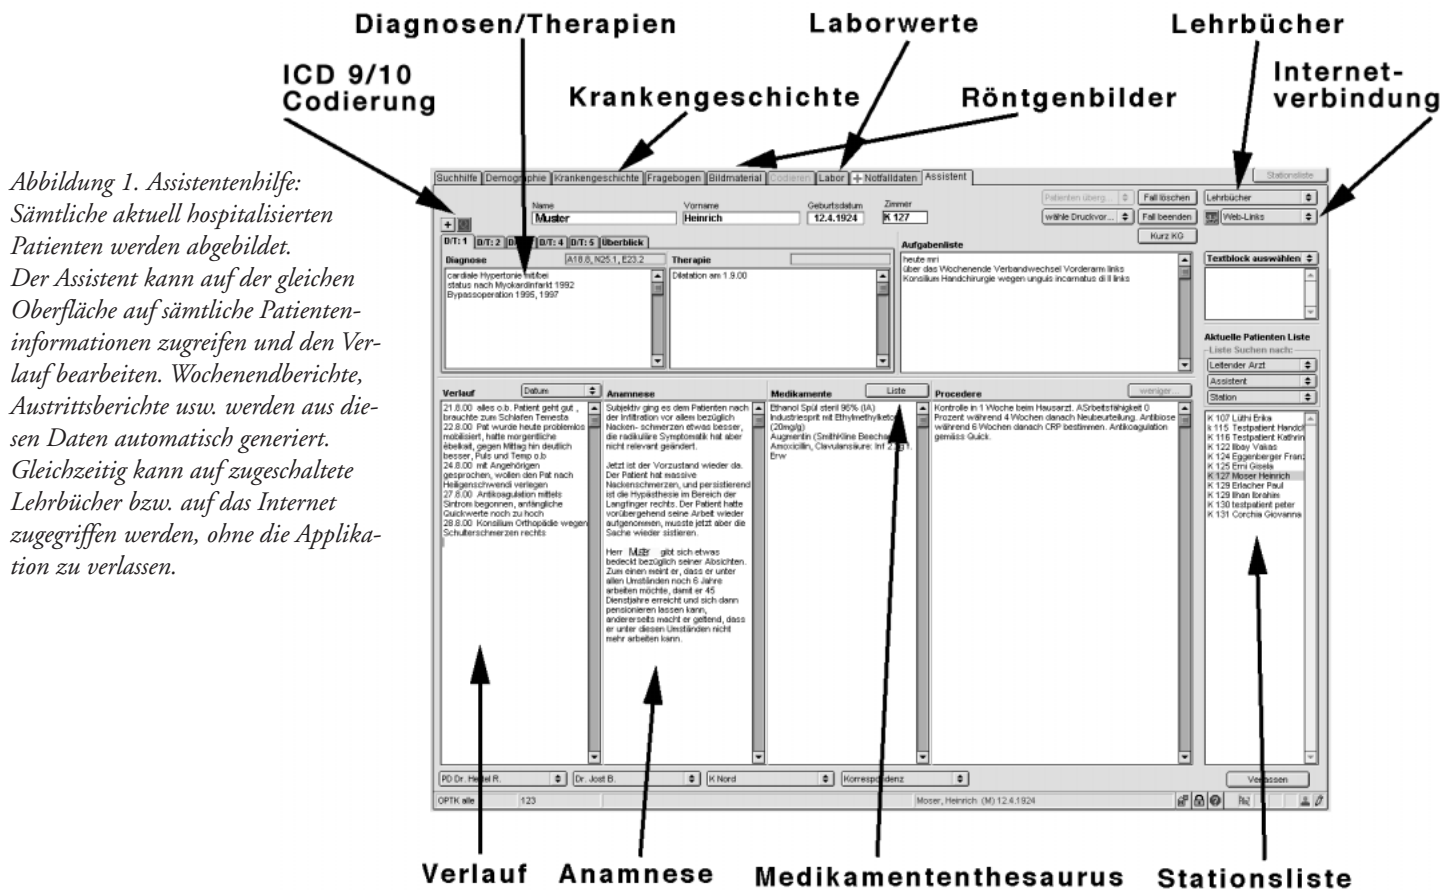 Diagnosen/Therapien
Laborwerte
Lehrbücher
ICD 9/10
Codierung
Krankengeschichte
Röntgenbilder
Internet-
verbindung
Abbildung 1. Assistentenhilfe:
Sämtliche aktuell hospitalisierten
Patienten werden abgebildet.
Der Assistent kann auf der gleichen
Oberfläche auf sämtliche Patienten-
informationen zugreifen und den Ver-
lauf bearbeiten. Wochenendberichte,
Austrittsberichte usw. werden aus die-
sen Daten automatisch generiert.
Gleichzeitig kann auf zugeschaltete
Lehrbücher bzw. auf das Internet
zugegriffen werden, ohne die Applika-
tion zu verlassen.
Suchhilfe Demographie Krankengeschichte Fragebogen Bildmaterial Codieren Labor Notfalldaten Assistent
Stationsliste
Patienten überg... Fall löschen Lehrbücher
Name Vorname Geburtsdatum Zimmer
Muster Heinrich 12.4.1924 K 127
wähle Druckvor... Fall beenden Web-Links
Kurz KG
D/T: 1 D/T: 2 D/T: 4 D/T: 5 Überblick
Diagnose A18.8, N25.1, E23.2 Therapie
cardiale Hypertonie mit/bei
status nach Myokardinfarkt 1992
Bypassoperation 1995, 1997
Dilatation am 1.9.00
Aufgabenliste
heute mri
über das Wochenende Verbandwechsel Vorderarm links
Konsilium Handchirurgie wegen unguis incarnatus di II links
Textblock auswählen
Aktuelle Patienten Liste
Liste Suchen nach:
Leitender Arzt
Assistent
Station
Verlauf Datum
21.8.00 alles o.b. Patient geht gut ,
brauchte zum Schlafen Temesta
22.8.00 Pat wurde heute problemlos
mobilisiert, hatte morgentliche
übelkeit, gegen Mittag hin deutlich
besser, Puls und Temp o.b
24.8.00 mit Angehörigen
gesprochen, wollen den Pat nach
Heiligenschwendi verlegen
27.8.00 Antikoagulation mittels
Sintrom begonnen, anfängliche
Quickwerte noch zu hoch
28.8.00 Konsilium Orthopädie wegen
Schulterschmerzen rechts
Anamnese
Subjektiv ging es dem Patienten nach
der Infiltration vor allem bezüglich
Nacken- schmerzen etwas besser,
die radikuläre Symptomatik hat aber
nicht relevant geändert.
Jetzt ist der Vorzustand wieder da.
Der Patient hat massive
Nackenschmerzen, und persistierend
ist die Hypästhesie im Bereich der
Langfinger rechts. Der Patient hatte
vorübergehend seine Arbeit wieder
aufgenommen, musste jetzt aber die
Sache wieder sistieren.
Herr Muster gibt sich etwas
bedeckt bezüglich seiner Absichten.
Zum einen meint er, dass er unter
allen Umständen noch 6 Jahre
arbeiten möchte, damit er 45
Dienstjahre erreicht und sich dann
pensionieren lassen kann,
andererseits macht er geltend, dass
er unter diesen Umständen nicht
mehr arbeiten kann.
Medikamente Liste
Ethanol Spül steril 96% (IA)
Industriesprit mit Ethylmethylketon
(20mg/g)
Augmentin (SmithKline Beecham
Amoxicillin, Clavulansäure: Inf
Erw
Procedere weniger...
Kontrolle in 1 Woche beim Hausarzt. ASrbeitsfähigkeit 0
Prozent während 4 Wochen danach Neubeurteilung. Antibiose
während 6 Wochen danach CRP bestimmen. Antikoagulation
gemäss Quick.
K 107 Lüthi Erika
k 115 Testpatient Handch
K 116 Testpatient Kathrin
K 122 Ilbay Vakas
K 124 Eggenberger Franz
K 125 Erni Gisela
K 127 Moser Heinrich
K 129 Erlacher Paul
K 129 Ilhan Ibrahim
K 130 testpatient peter
K 131 Corchia Giovanna
PD Dr. Hertel R. Dr. Jost B. K Nord Korrespondenz
Verlassen
OPTK alle 123 Moser, Heinrich (M) 12.4.1924
Verlauf
Anamnese
Medikamententhesaurus
Stationsliste